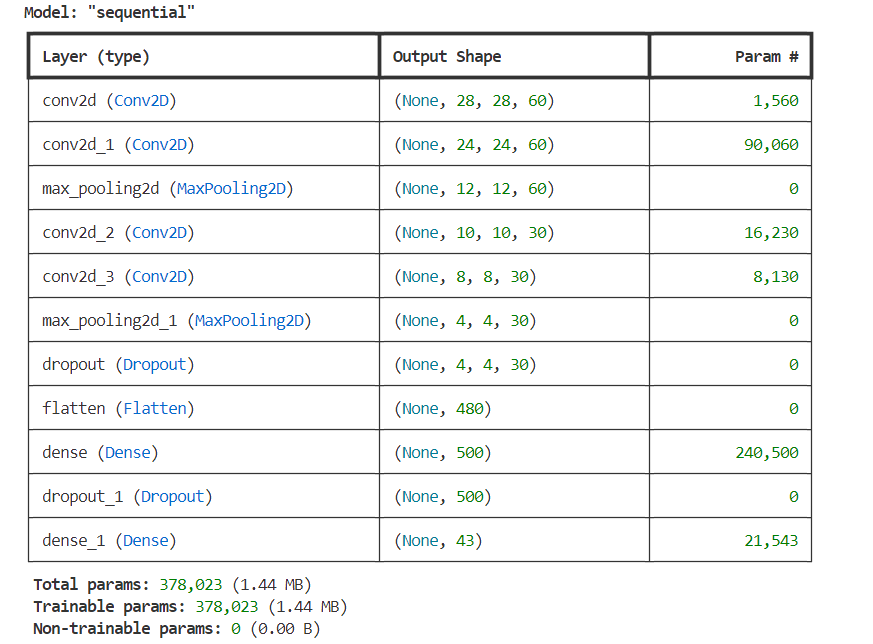 Model: "sequential"
Layer (type) Output Shape Param #
conv2d (Conv2D) (None, 28, 28, 60) 1,560
conv2d_1 (Conv2D) (None, 24, 24, 60) 90,060
max_pooling2d (MaxPooling2D) (None, 12, 12, 60) 0
conv2d_2 (Conv2D) (None, 10, 10, 30) 16,230
conv2d_3 (Conv2D) (None, 8, 8, 30) 8,130
max_pooling2d_1 (MaxPooling2D) (None, 4, 4, 30) 0
dropout (Dropout) (None, 4, 4, 30) 0
flatten (Flatten) (None, 480) 0
dense (Dense) (None, 500) 240,500
dropout_1 (Dropout) (None, 500) 0
dense_1 (Dense) (None, 43) 21,543
Total params: 378,023 (1.44 MB)
Trainable params: 378,023 (1.44 MB)
Non-trainable params: 0 (0.00 B)